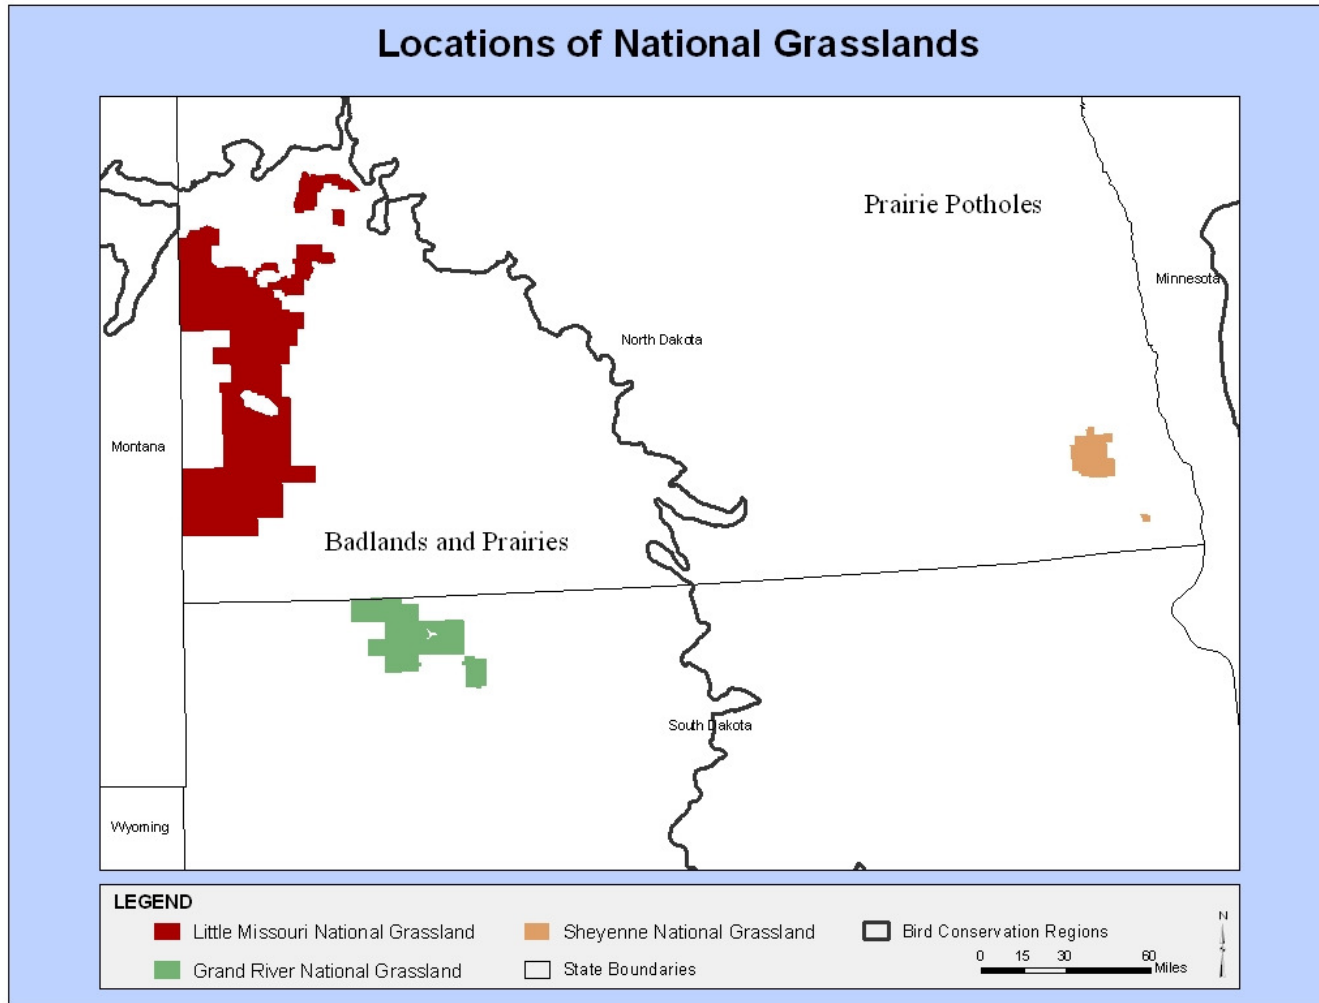 Locations of National Grasslands
Prairie Potholes
Minnesota
North Dakota
Montana
Badlands and Prairies
South Dakota
Wyoming
LEGEND
Little Missouri National Grassland
Sheyenne National Grassland
Bird Conservation Regions
Grand River National Grassland
State Boundaries
0 15 30 60
Miles
N
S